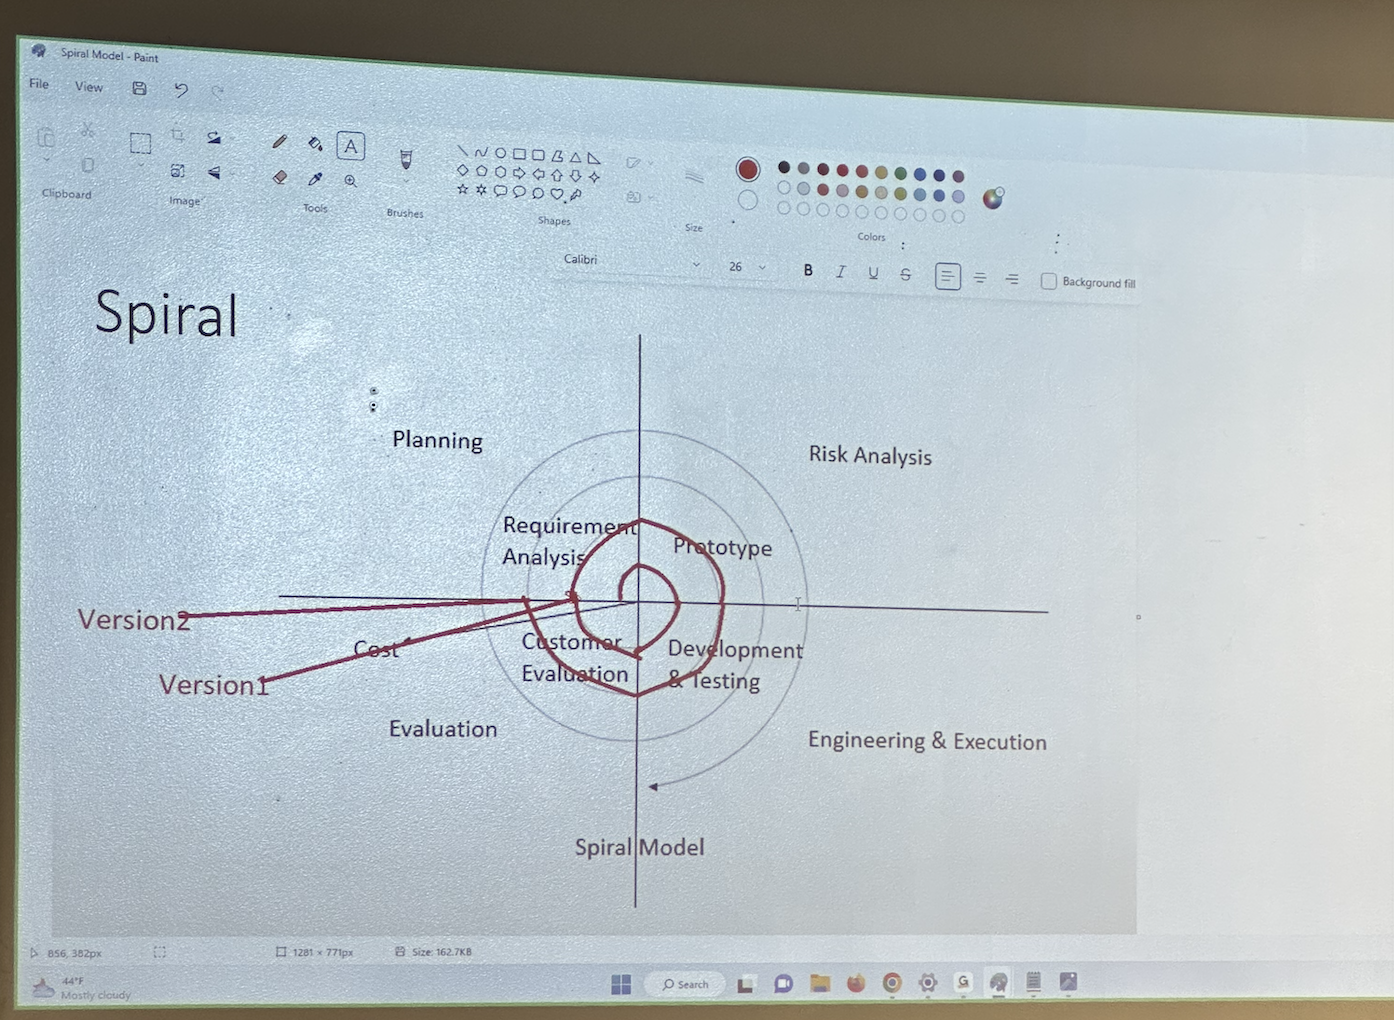 Spiral Model - Paint
File View
Clipboard
Image
Tools
Brushes
Shapes
Size
Colors
Calibri
26
B I U S
Background fill
A
Spiral
Planning
Risk Analysis
Requirement
Analysis
Prototype
Version2
Cost
Customer
Evaluation
Development
& Testing
Version1
Evaluation
Engineering & Execution
Spiral Model
856, 382px
1281 × 771px
Size: 162.7KB
44°F
Mostly cloudy
Search
G